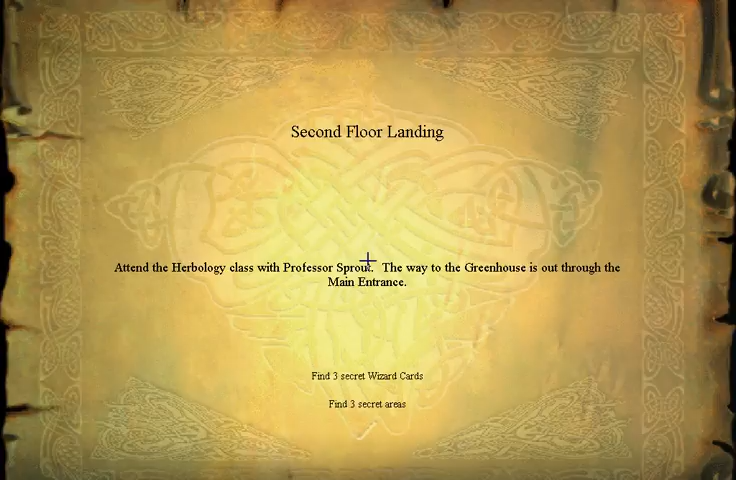 Second Floor Landing
Attend the Herbology class with Professor Sprout. The way to the Greenhouse is out through the
Main Entrance.
Find 3 secret Wizard Cards
Find 3 secret areas